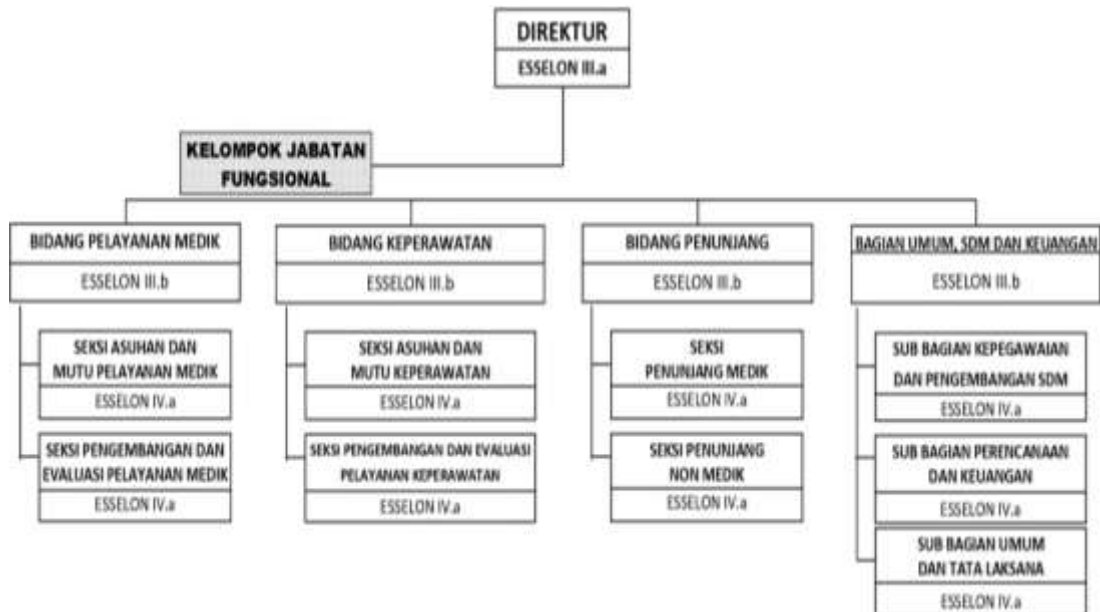 DIREKTUR
ESSELON III.a
KELOMPOK JABATAN
FUNGSIONAL
BIDANG PELAYANAN MEDIK
ESSELON III.b
SEKSI ASUHAN DAN
MUTU PELAYANAN MEDIK
ESSELON IV.a
SEKSI PENGEMBANGAN DAN
EVALUASI PELAYANAN MEDIK
ESSELON IV.a
BIDANG KEPERAWATAN
ESSELON III.b
SEKSI ASUHAN DAN
MUTU KEPERAWATAN
ESSELON IV.a
SEKSI PENGEMBANGAN DAN EVALUASI
PELAYANAN KEPERAWATAN
ESSELON IV.a
BIDANG PENUNJANG
ESSELON III.b
SEKSI
PENUNJANG MEDIK
ESSELON IV.a
SEKSI PENUNJANG
NON MEDIK
ESSELON IV.a
BAGIAN UMUM, SDM DAN KEUANGAN
ESSELON III.b
SUB BAGIAN KEPEGAWAIAN
DAN PENGEMBANGAN SDM
ESSELON IV.a
SUB BAGIAN PERENCANAAN
DAN KEUANGAN
ESSELON IV.a
SUB BAGIAN UMUM
DAN TATA LAKSANA
ESSELON IV.a